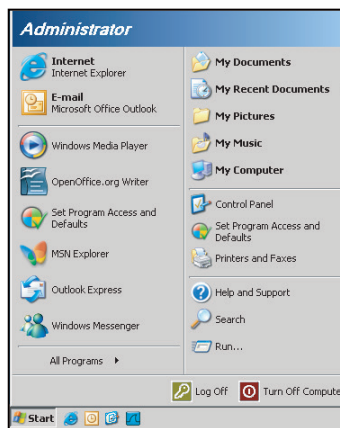 Administrator
Internet
Internet Explorer
E-mail
Microsoft Office Outlook
Windows Media Player
OpenOffice.org Writer
Set Program Access and
Defaults
MSN Explorer
Outlook Express
Windows Messenger
All Programs
My Documents
My Recent Documents
My Pictures
My Music
My Computer
Control Panel
Set Program Access and
Defaults
Printers and Faxes
Help and Support
Search
Run...
Log Off
Turn Off Compute
Start